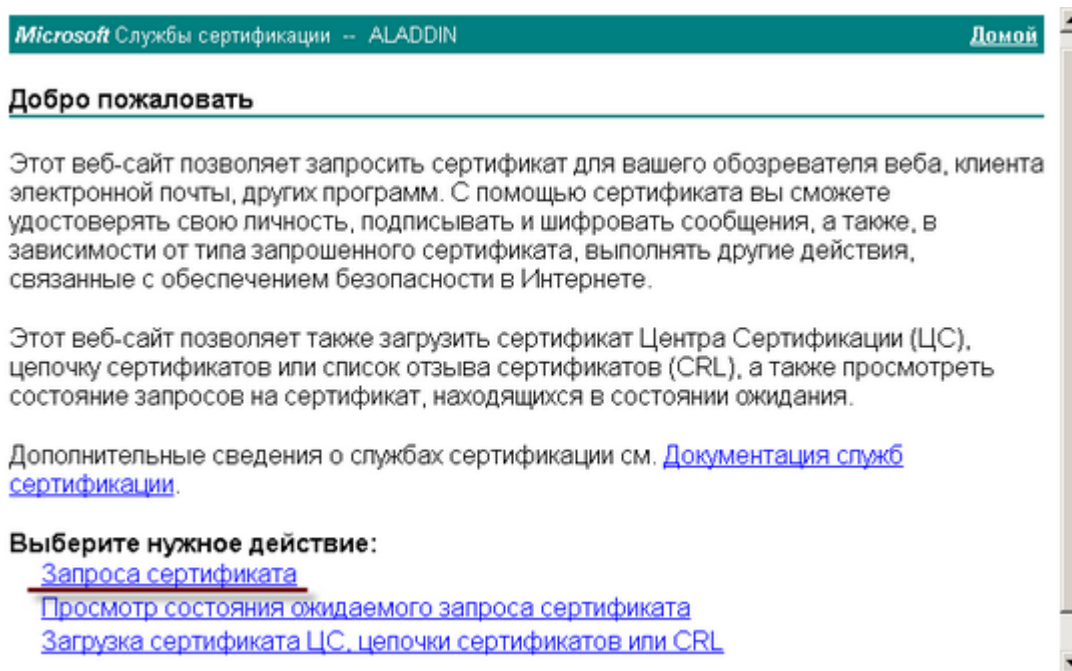 Microsoft Службы сертификации -- ALADDIN Домой
Добро пожаловать
Этот веб-сайт позволяет запросить сертификат для вашего обозревателя веба, клиента
электронной почты, других программ. С помощью сертификата вы сможете
удостоверять свою личность, подписывать и шифровать сообщения, а также, в
зависимости от типа запрошенного сертификата, выполнять другие действия,
связанные с обеспечением безопасности в Интернете.
Этот веб-сайт позволяет также загрузить сертификат Центра Сертификации (ЦС),
цепочку сертификатов или список отзыва сертификатов (CRL), а также просмотреть
состояние запросов на сертификат, находящихся в состоянии ожидания.
Дополнительные сведения о службах сертификации см. Документация служб
сертификации.
Выберите нужное действие:
Запроса сертификата
Просмотр состояния ожидаемого запроса сертификата
Загрузка сертификата ЦС, цепочки сертификатов или CRL